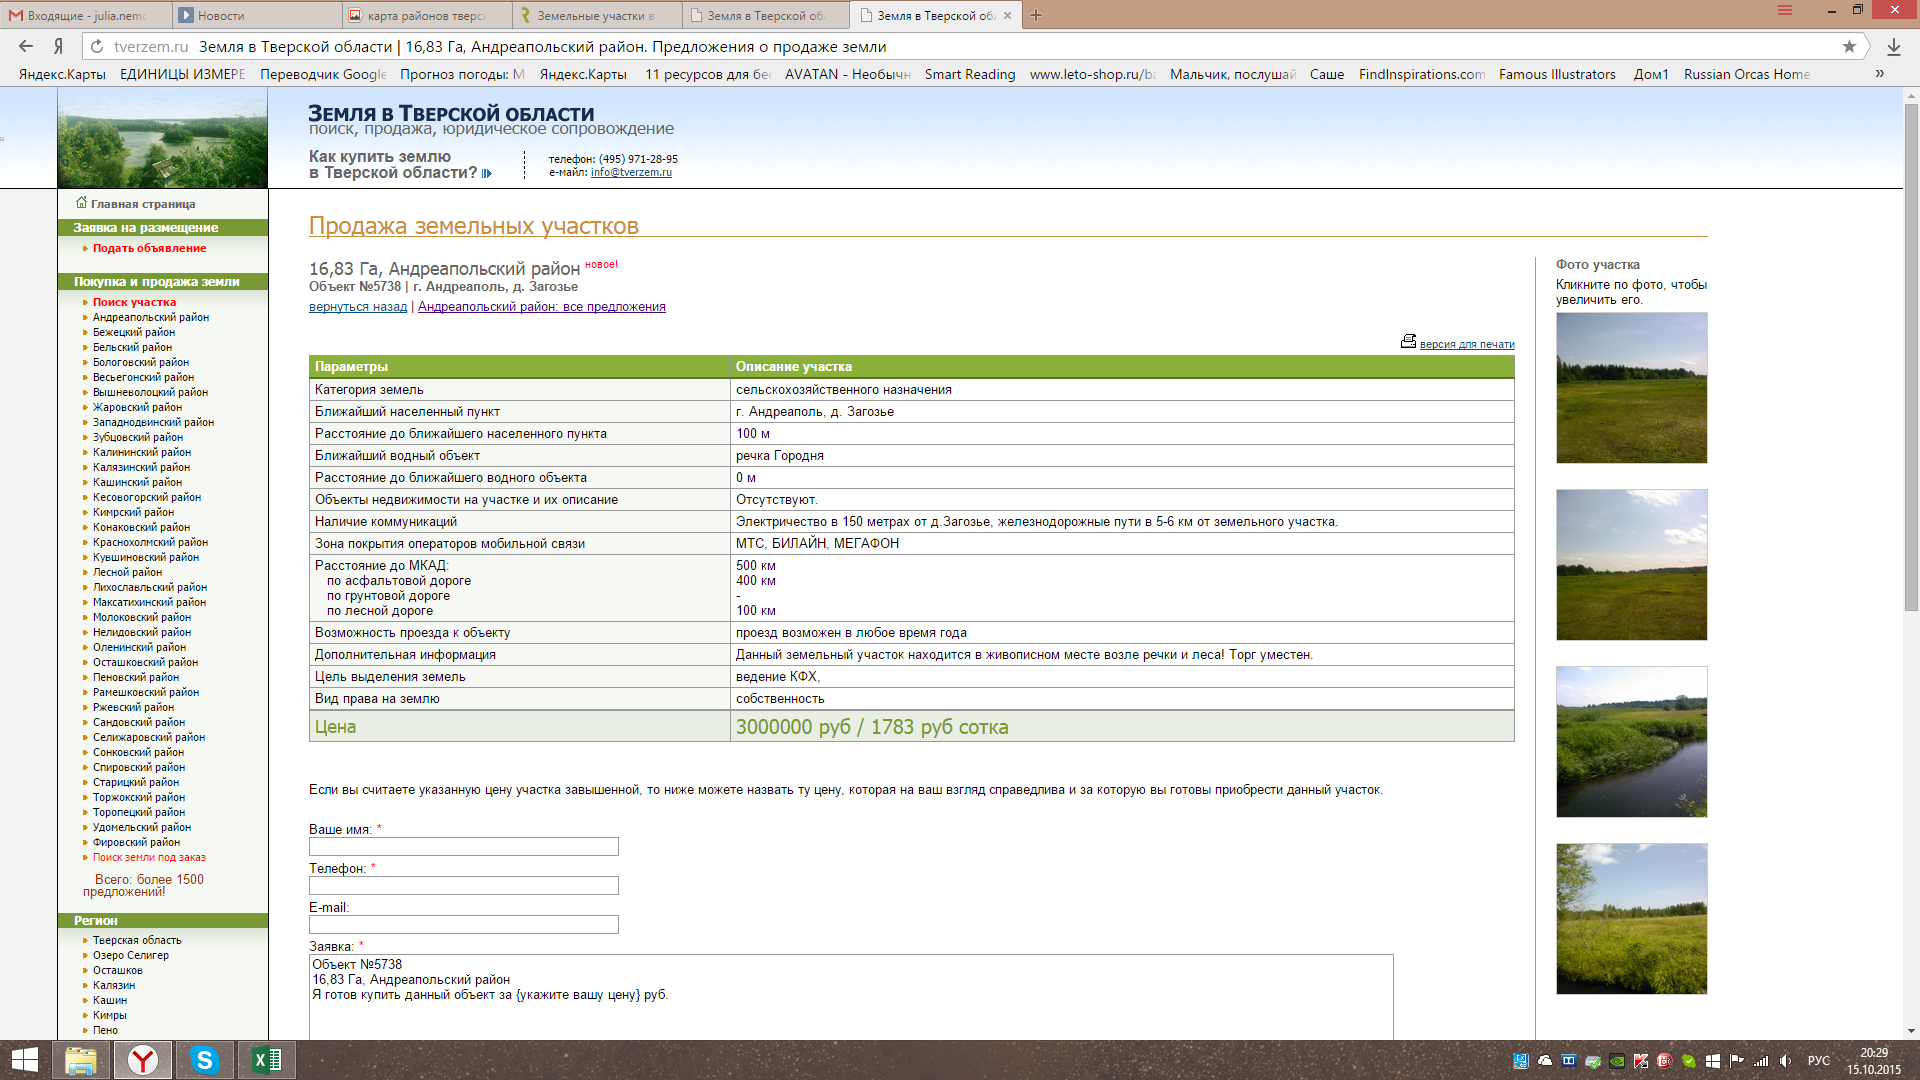 Входящие - julia.nem
Новости
карта районов тверс
Земельные участки в
Земля в Тверской об
Земля в Тверской об
tverzem.ru Земля в Тверской области | 16,83 Га, Андреапольский район. Предложения о продаже земли
Яндекс.Карты ЕДИНИЦЫ ИЗМЕРЕ Переводчик Google Прогноз погоды: М Яндекс.Карты 11 ресурсов для бе AVATAN - Необычн Smart Reading www.leto-shop.ru/ba Мальчик, послушай Саше FindInspirations.com Famous Illustrators Дом1 Russian Orcas Home »
ЗЕМЛЯ В ТВЕРСКОЙ ОБЛАСТИ
поиск, продажа, юридическое сопровождение
Как купить землю
в Тверской области?
телефон: (495) 971-28-95
е-майл: info@tverzem.ru
Главная страница
Заявка на размещение
Подать объявление
Покупка и продажа земли
Поиск участка
Андреапольский район
Бежецкий район
Бельский район
Бологовский район
Весьегонский район
Вышневолоцкий район
Жаровский район
Западнодвинский район
Зубцовский район
Калининский район
Калязинский район
Кашинский район
Кесовогорский район
Кимрский район
Конаковский район
Краснохолмский район
Кувшиновский район
Лесной район
Лихославльский район
Максатихинский район
Молоковский район
Нелидовский район
Оленинский район
Осташковский район
Пеновский район
Рамешковский район
Ржевский район
Сандовский район
Селижаровский район
Сонковский район
Спировский район
Старицкий район
Торжокский район
Торопецкий район
Удомельский район
Фировский район
Поиск земли под заказ
Всего: более 1500
предложений!
Регион
Тверская область
Озеро Селигер
Осташков
Калязин
Кашин
Кимры
Пено
Продажа земельных участков
16,83 Га, Андреапольский район новое!
Объект №5738 | г. Андреаполь, д. Загозье
вернуться назад | Андреапольский район: все предложения
версия для печати
Параметры Описание участка
Категория земель сельскохозяйственного назначения
Ближайший населенный пункт г. Андреаполь, д. Загозье
Расстояние до ближайшего населенного пункта 100 м
Ближайший водный объект речка Городня
Расстояние до ближайшего водного объекта 0 м
Объекты недвижимости на участке и их описание Отсутствуют.
Наличие коммуникаций Электричество в 150 метрах от д.Загозье, железнодорожные пути в 5-6 км от земельного участка.
Зона покрытия операторов мобильной связи МТС, БИЛАЙН, МЕГАФОН
Расстояние до МКАД: 500 км
по асфальтовой дороге 400 км
по грунтовой дороге -
по лесной дороге 100 км
Возможность проезда к объекту проезд возможен в любое время года
Дополнительная информация Данный земельный участок находится в живописном месте возле речки и леса! Торг уместен.
Цель выделения земель ведение КФХ,
Вид права на землю собственность
Цена 3000000 руб / 1783 руб сотка
Если вы считаете указанную цену участка завышенной, то ниже можете назвать ту цену, которая на ваш взгляд справедлива и за которую вы готовы приобрести данный участок.
Ваше имя: *
Телефон: *
E-mail:
Заявка: *
Объект №5738
16,83 Га, Андреапольский район
Я готов купить данный объект за {укажите вашу цену} руб.
Фото участка
Кликните по фото, чтобы
увеличить его.
РУС
20:29
15.10.2015